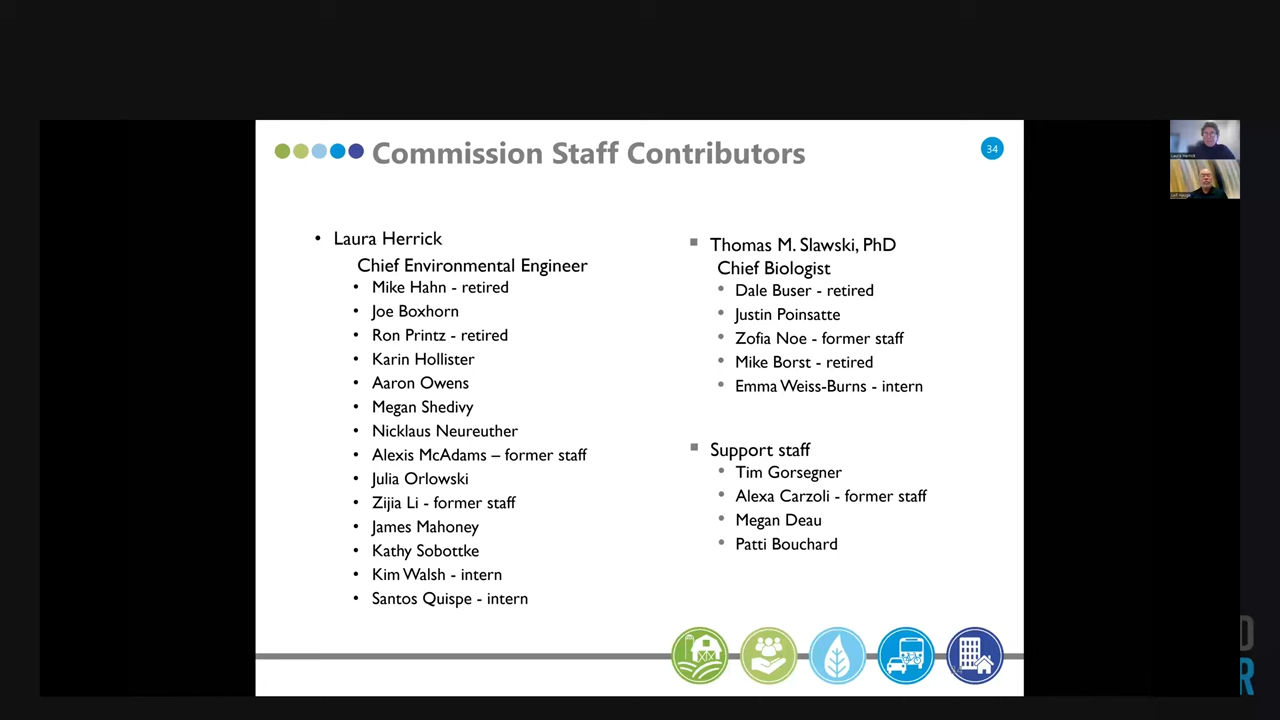 Commission Staff Contributors
34
• Laura Herrick
Chief Environmental Engineer
• Mike Hahn - retired
• Joe Boxhorn
• Ron Printz - retired
• Karin Hollister
• Aaron Owens
• Megan Shedivy
• Nicklaus Neureuther
• Alexis McAdams – former staff
• Julia Orlowski
• Zijia Li - former staff
• James Mahoney
• Kathy Sobottke
• Kim Walsh - intern
• Santos Quispe - intern
▪ Thomas M. Slawski, PhD
Chief Biologist
• Dale Buser - retired
• Justin Poinsatte
• Zofia Noe - former staff
• Mike Borst - retired
• Emma Weiss-Burns - intern
▪ Support staff
• Tim Gorsegner
• Alexa Carzoli - former staff
• Megan Deau
• Patti Bouchard
Laura Herrick
D
R